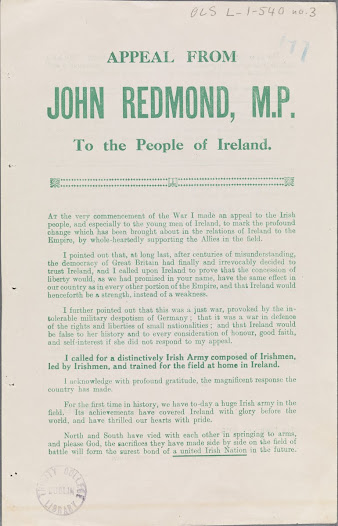 OLS L-1-540 no.3
APPEAL FROM
JOHN REDMOND, M.P.
To the People of Ireland.
AT the very commencement of the War I made an appeal to the Irish
people, and especially to the young men of Ireland, to mark the profound
change which has been brought about in the relations of Ireland to the
Empire, by whole-heartedly supporting the Allies in the field.
I pointed out that, at long last, after centuries of misunderstanding,
the democracy of Great Britain had finally and irrevocably decided to
trust Ireland, and I called upon Ireland to prove that the concession of
liberty would, as we had promised in your name, have the same effect in
our country as in every other portion of the Empire, and that Ireland would
henceforth be a strength, instead of a weakness.
I further pointed out that this was a just war, provoked by the in-
tolerable military despotism of Germany; that it was a war in defence
of the rights and liberties of small nationalities; and that Ireland would
be false to her history and to every consideration of honour, good faith,
and self-interest if she did not respond to my appeal.
I called for a distinctively Irish Army composed of Irishmen,
led by Irishmen, and trained for the field at home in Ireland.
I acknowledge with profound gratitude, the magnificent response the
country has made.
For the first time in history, we have to-day a huge Irish army in the
field. Its achievements have covered Ireland with glory before the
world, and have thrilled our hearts with pride.
North and South have vied with each other in springing to arms,
and please God, the sacrifices they have made side by side on the field of
battle will form the surest bond of a united Irish Nation in the future.
TRINITY COLLEGE
DUBLIN
LIBRARY